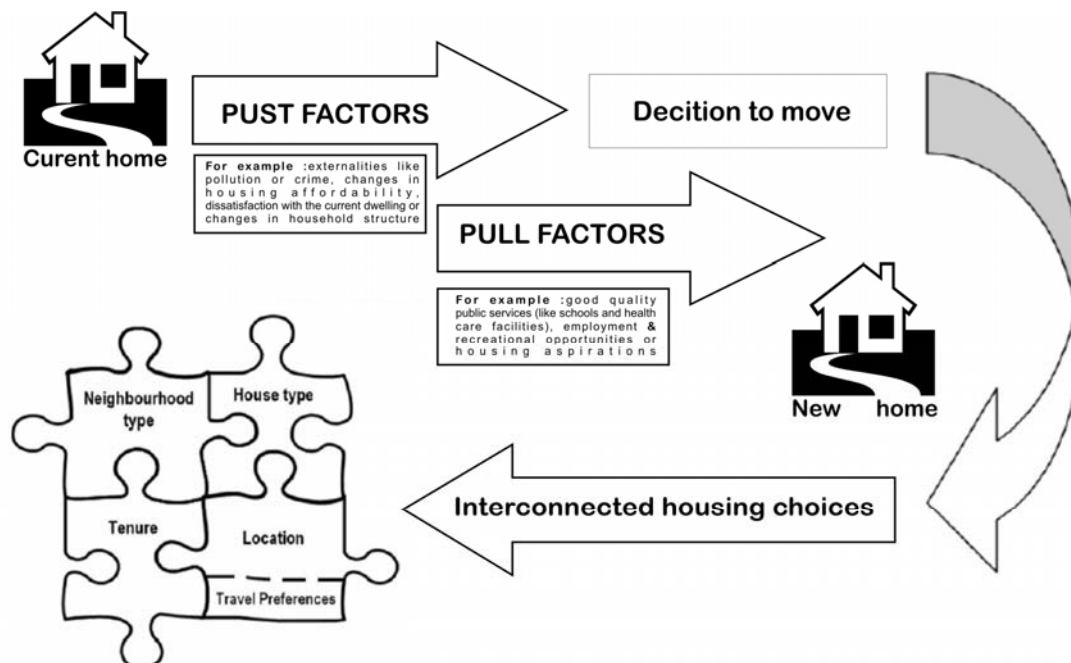 Curent home
PUST FACTORS
For example :externalities like
pollution or crime, changes in
housing affordability,
dissatisfaction with the current dwelling or
changes in household structure
Decition to move
PULL FACTORS
For example :good quality
public services (like schools and health
care facilities), employment &
recreational opportunities or
housing aspirations
New home
Neighbourhood
type
House type
Tenure
Location
Travel Preferences
Interconnected housing choices